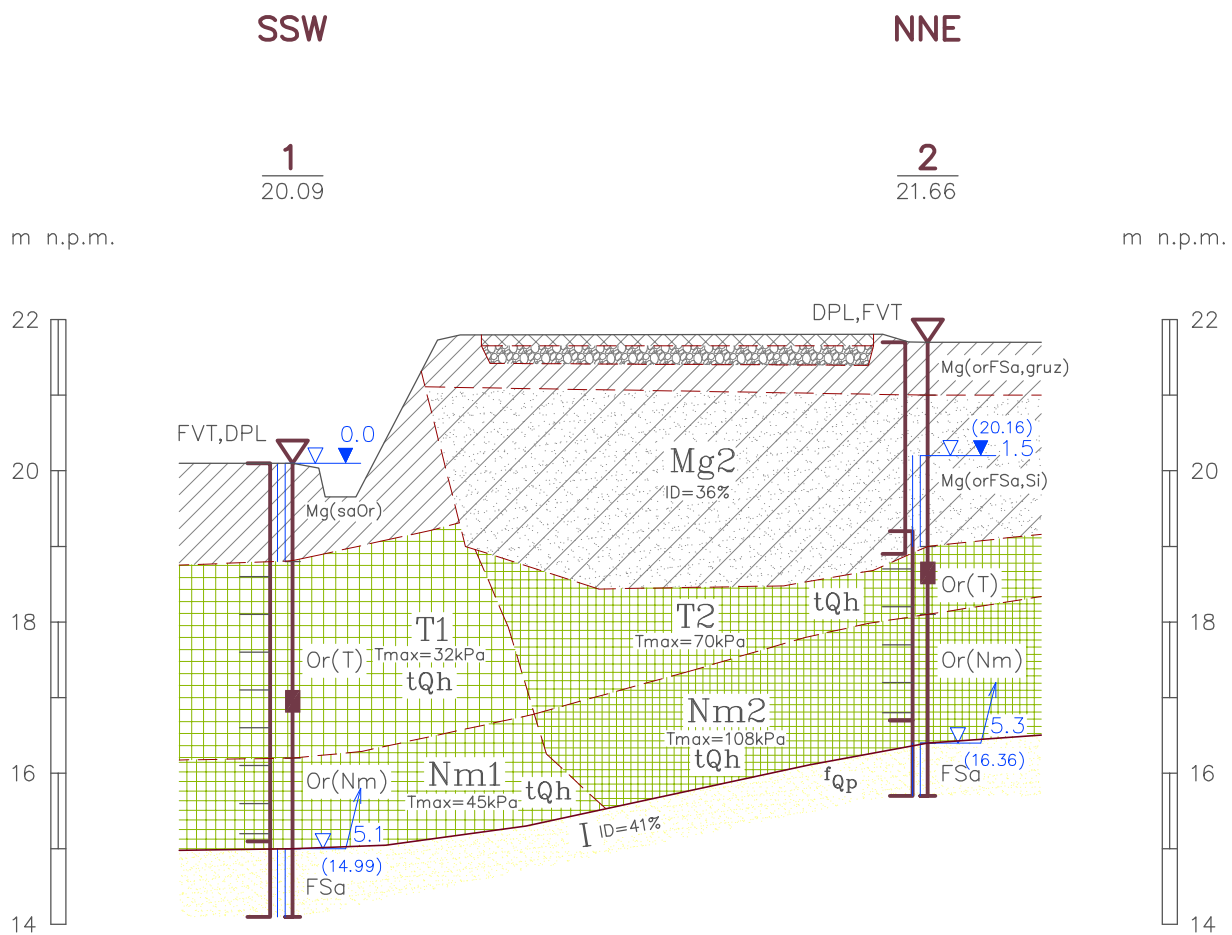 SSW
NNE
1
20.09
2
21.66
m n.p.m.
m n.p.m.
22
DPL,FVT
22
Mg(orFSa,gruz)
FVT,DPL
0.0
(20.16)
1.5
20
Mg2
ID=36%
Mg(orFSa,Si)
20
Mg(saOr)
tQh
Or(T)
18
T1
Tmax=32kPa
tQh
T2
Tmax=70kPa
18
Or(T)
Or(Nm)
Nm2
Tmax=108kPa
tQh
5.3
(16.36)
16
Or(Nm)
Nm1
Tmax=45kPa
tQh
fQp
FSa
16
5.1
(14.99)
I ID=41%
FSa
14
14